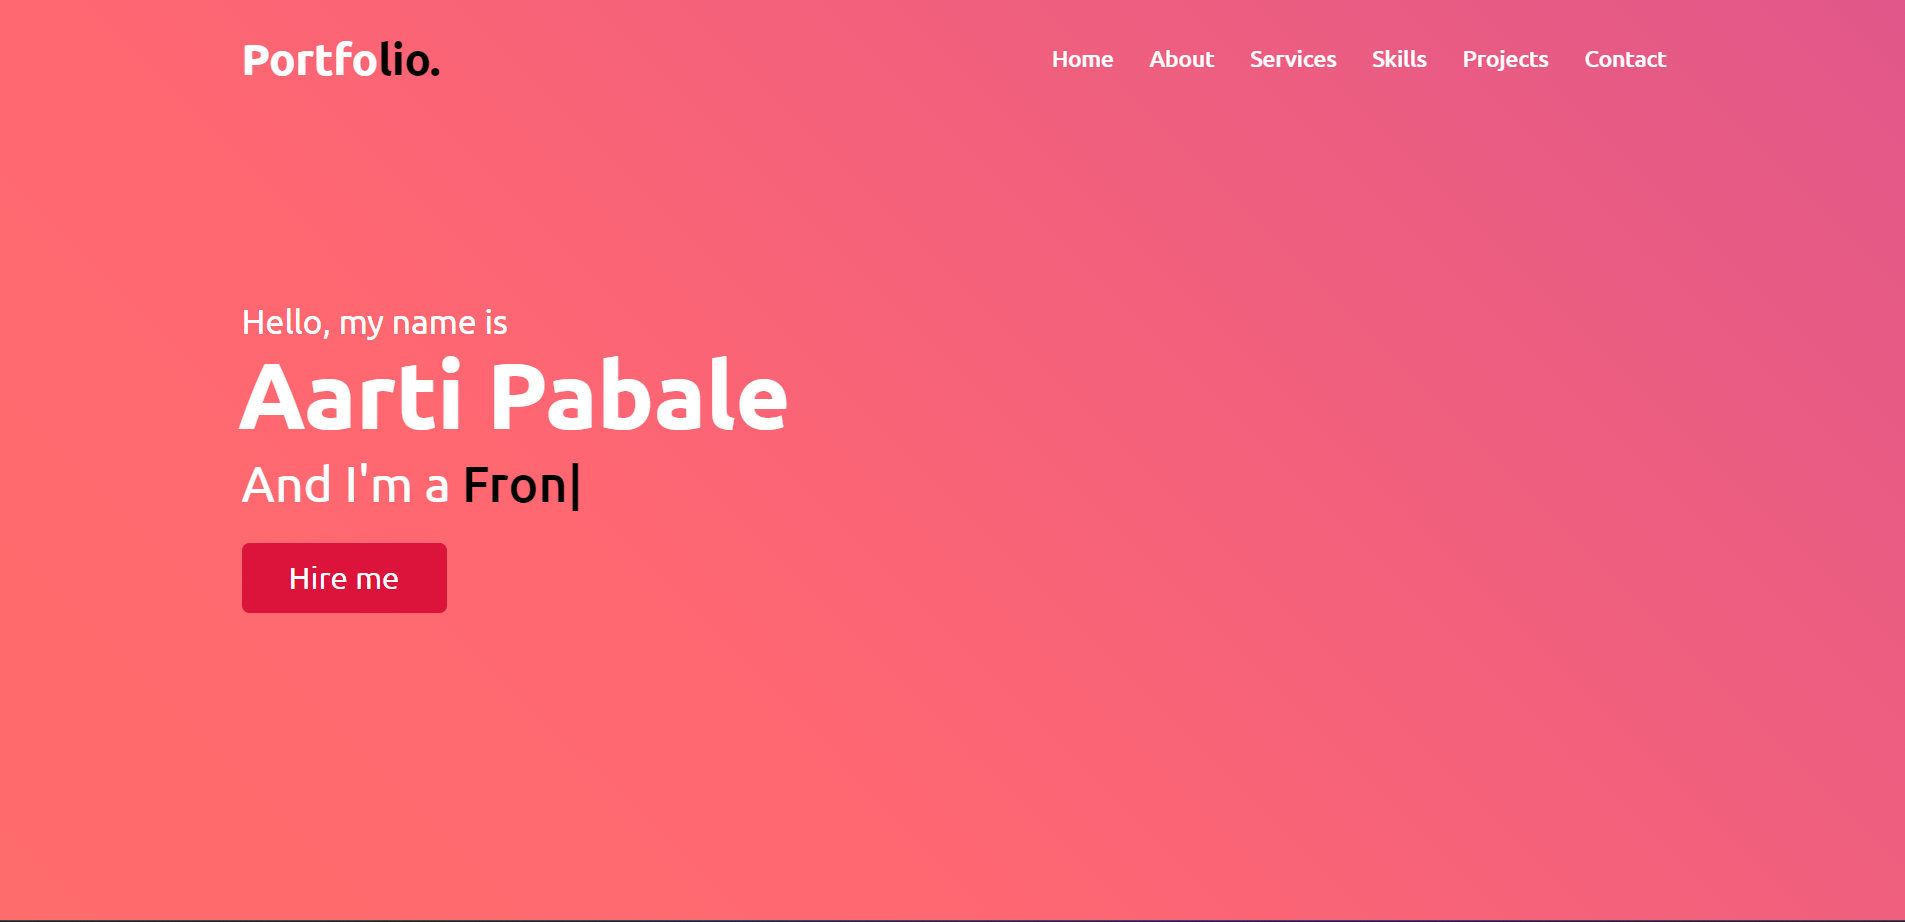 Portfolio.
Home About Services Skills Projects Contact
Hello, my name is
Aarti Pabale
And I'm a Fron|
Hire me